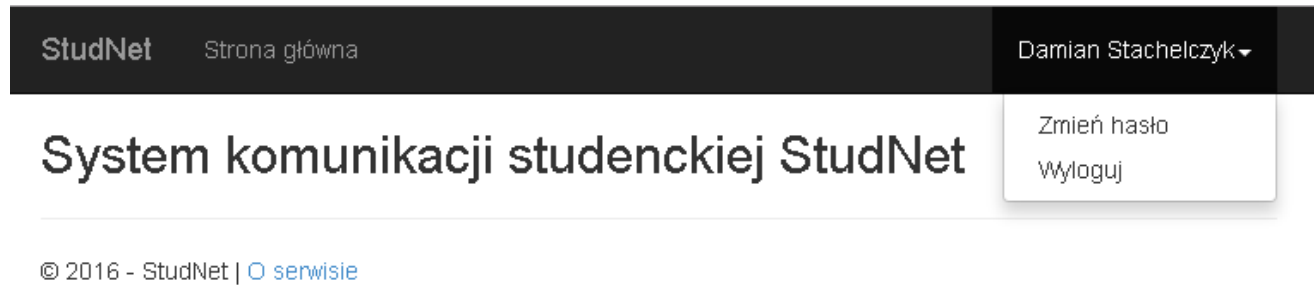 StudNet Strona główna Damian Stachelczyk
Zmień hasło
Wyloguj
System komunikacji studenckiej StudNet
© 2016 - StudNet | O serwisie